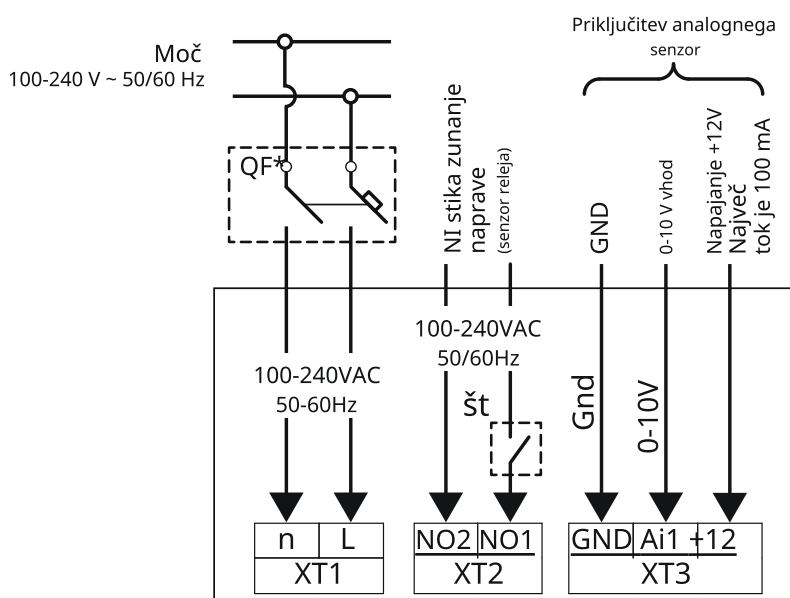 Priključitev analognega
senzor
Moč
100-240 V ~ 50/60 Hz
QF*
NI stika zunanje
naprave
(senzor releja)
GND
0-10 V vhod
Napajanje +12V
Največ
tok je 100 mA
100-240VAC
50/60Hz
100-240VAC
50-60Hz
št
Gnd
0-10V
n L
NO2 NO1
GND Ai1 +12
XT1
XT2
XT3